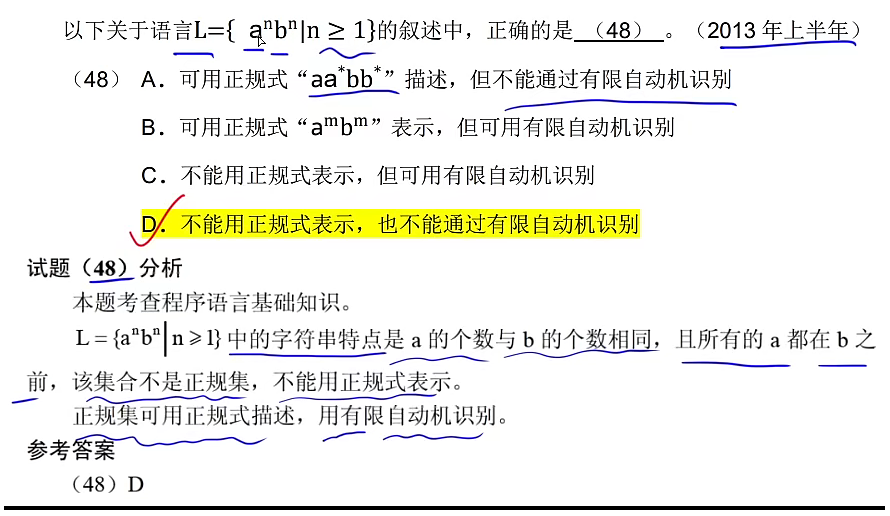 以下关于语言L={ aⁿbⁿ|n ≥ 1}的叙述中，正确的是 （48） 。（2013 年上半年）
（48） A．可用正规式“aa*bb*”描述，但不能通过有限自动机识别
B．可用正规式“aᵐbᵐ”表示，但可用有限自动机识别
C．不能用正规式表示，但可用有限自动机识别
D．不能用正规式表示，也不能通过有限自动机识别
试题（48）分析
本题考查程序语言基础知识。
L = {aⁿbⁿ|n ≥ 1} 中的字符串特点是 a 的个数与 b 的个数相同，且所有的 a 都在 b 之
前，该集合不是正规集，不能用正规式表示。
正规集可用正规式描述，用有限自动机识别。
参考答案
（48）D